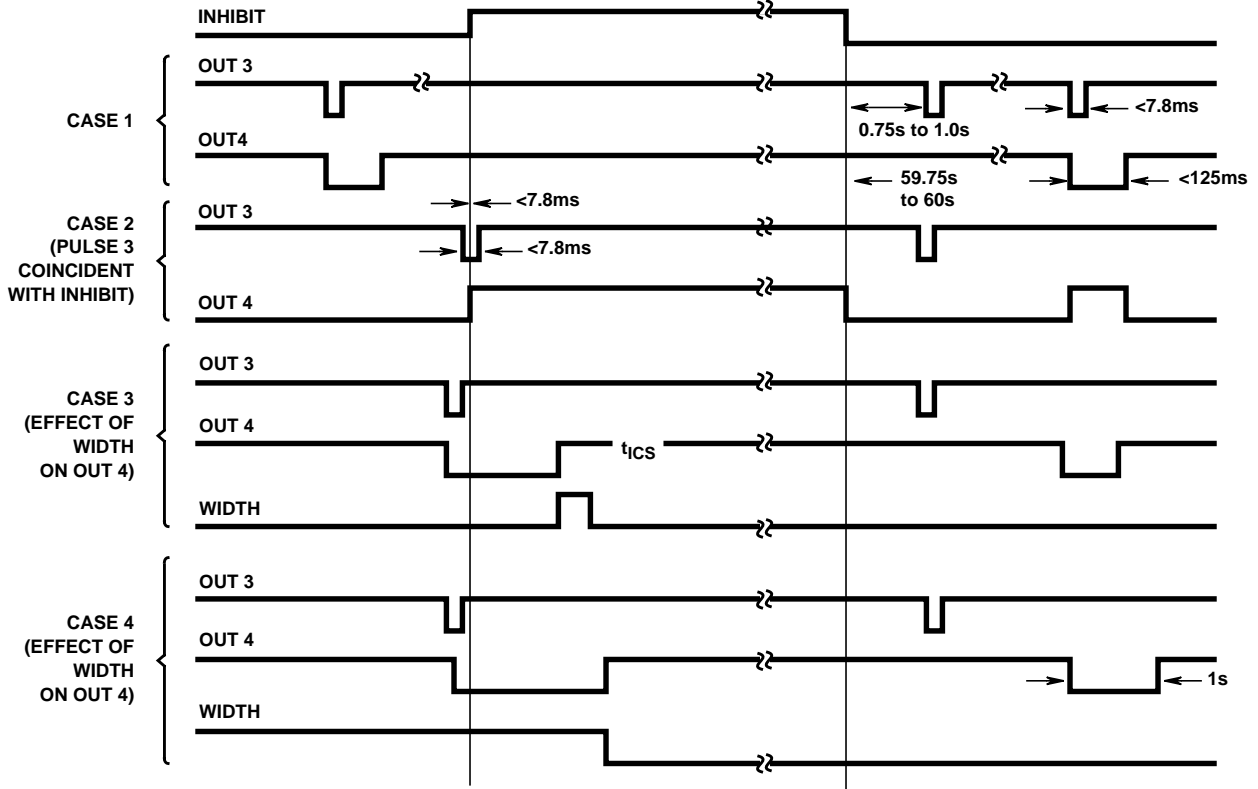 INHIBIT
OUT 3
CASE 1
<7.8ms
0.75s to 1.0s
OUT4
59.75s
to 60s
<125ms
<7.8ms
OUT 3
CASE 2
(PULSE 3
COINCIDENT
WITH INHIBIT)
<7.8ms
OUT 4
OUT 3
CASE 3
(EFFECT OF
WIDTH
ON OUT 4)
OUT 4
tICS
WIDTH
OUT 3
CASE 4
(EFFECT OF
WIDTH
ON OUT 4)
OUT 4
1s
WIDTH